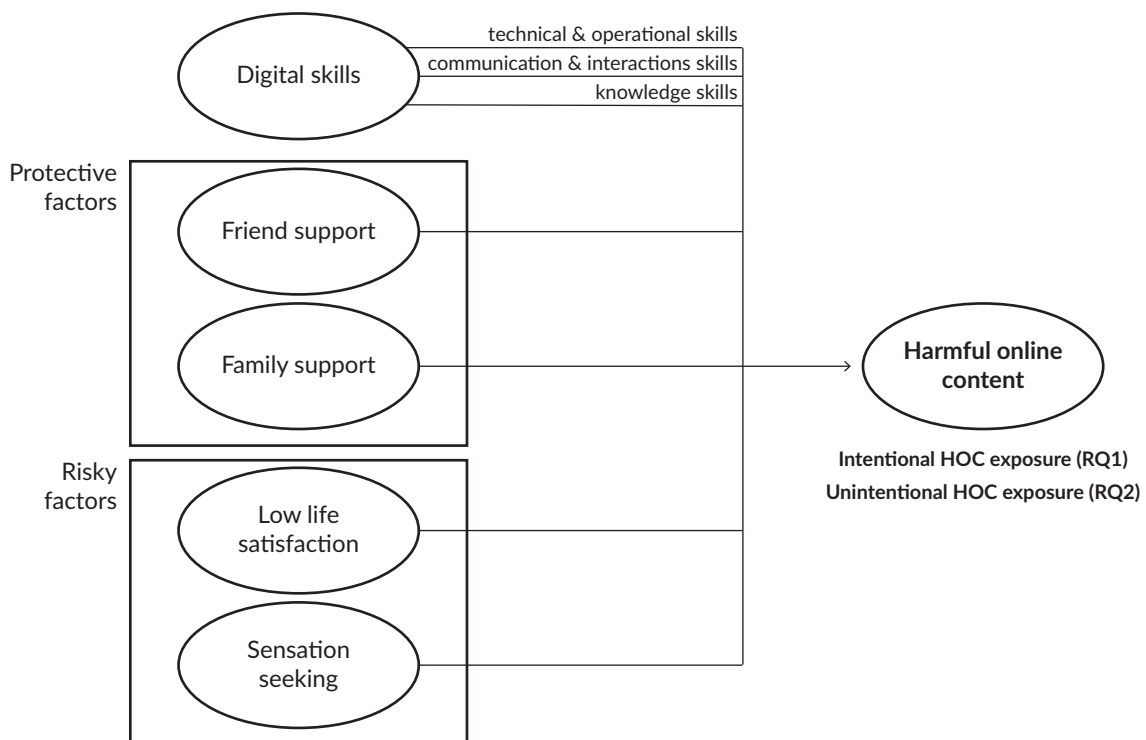 technical & operational skills
communication & interactions skills
knowledge skills
Digital skills
Protective
factors
Friend support
Family support
Harmful online
content
Intentional HOC exposure (RQ1)
Unintentional HOC exposure (RQ2)
Risky
factors
Low life
satisfaction
Sensation
seeking